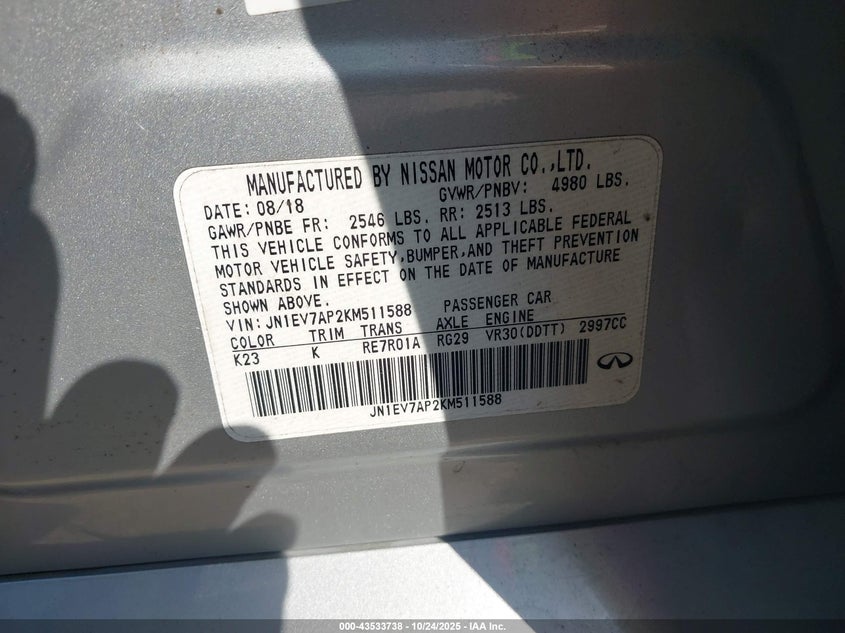 MANUFACTURED BY NISSAN MOTOR CO.,LTD.
DATE: 08/18 GVWR/PNBV: 4980 LBS.
GAWR/PNBE FR: 2546 LBS. RR: 2513 LBS.
THIS VEHICLE CONFORMS TO ALL APPLICABLE FEDERAL
MOTOR VEHICLE SAFETY,BUMPER,AND THEFT PREVENTION
STANDARDS IN EFFECT ON THE DATE OF MANUFACTURE
SHOWN ABOVE.
VIN:JN1EV7AP2KM511588 PASSENGER CAR
COLOR TRIM TRANS AXLE ENGINE
K23 K RE7R01A RG29 VR30(DDTT) 2997CC
JN1EV7AP2KM511588
000-43533738 - 10/24/2025 - IAA Inc.